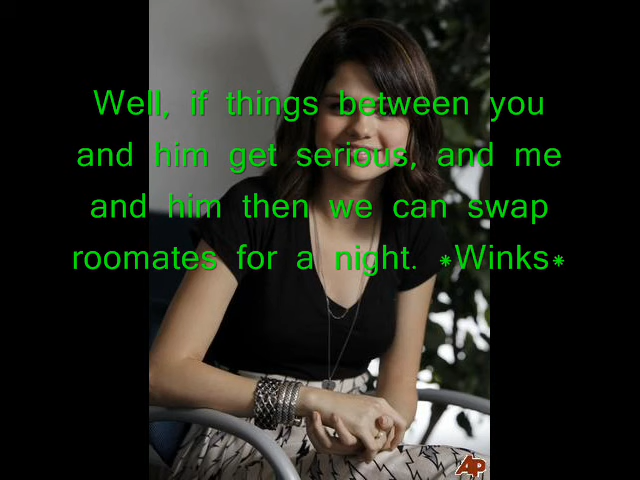 Well, if things between you
and him get serious, and me
and him then we can swap
roomates for a night. *Winks*
AP